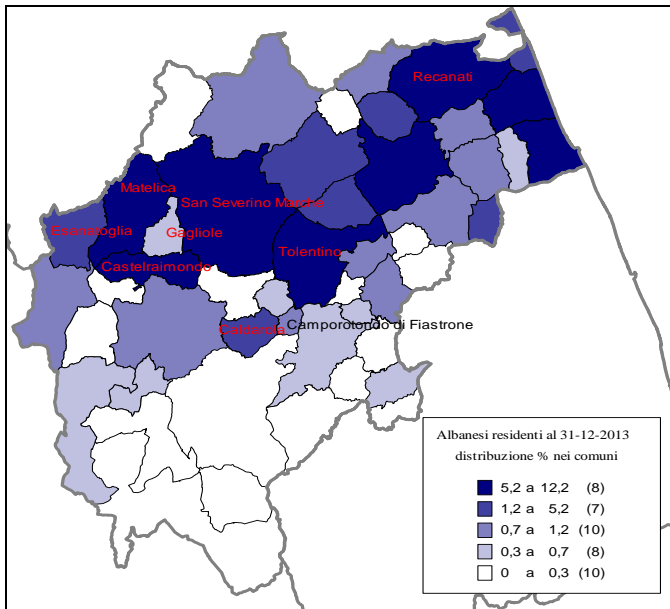 Recanati
Matelica
San Severino Marche
Esanatoglia
Gagliole
Tolentino
Castelraimondo
Caldarola
Camporotondo di Fiastrone
Albanesi residenti al 31-12-2013
distribuzione % nei comuni
5,2 a 12,2 (8)
1,2 a 5,2 (7)
0,7 a 1,2 (10)
0,3 a 0,7 (8)
0 a 0,3 (10)